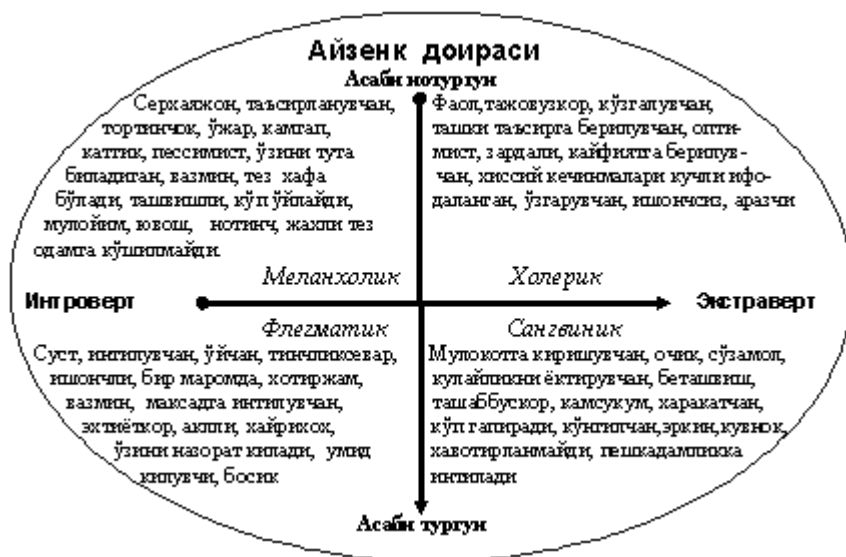 Айзенк доираси
Асаби нотургун
Серхаяжон, таъсирланувчан,
тортинчок, ўжар, камгап,
каттик, пессимист, ўзини тута
биладиган, вазмин, тез хафа
бўлади, ташвишли, кўп ўйлайди,
мулойим, ювош, нотинч, жахли тез
одамга кўшилмайди.
Фаол,тажовузкор, кўзгалувчан,
ташки таъсирга берилувчан, опти-
мист, зардали, кайфиятга берилув-
чан, хиссий кечинмалари кучли ифо-
даланган, ўзгарувчан, ишончсиз, аразчи
Меланхолик
Холерик
Интроверт
Экстраверт
Флегматик
Сангвиник
Суст, интилувчан, ўйчан, тинчликсевар,
ишончли, бир маромда, хотиржам,
вазмин, максадга интилувчан,
эхтиёткор, аклли, хайрихох,
ўзини назорат килади, умид
килувчи, босик
Мулокотга киришувчан, очик, сўзамол,
кулайликни ёктирувчан, беташвиш,
ташаббускор, камсукум, харакатчан,
кўп гапиради, кўнгилчан,эркин,кувнок,
хавотирланмайди, пешкадамликка
интилади
Асаби тургун